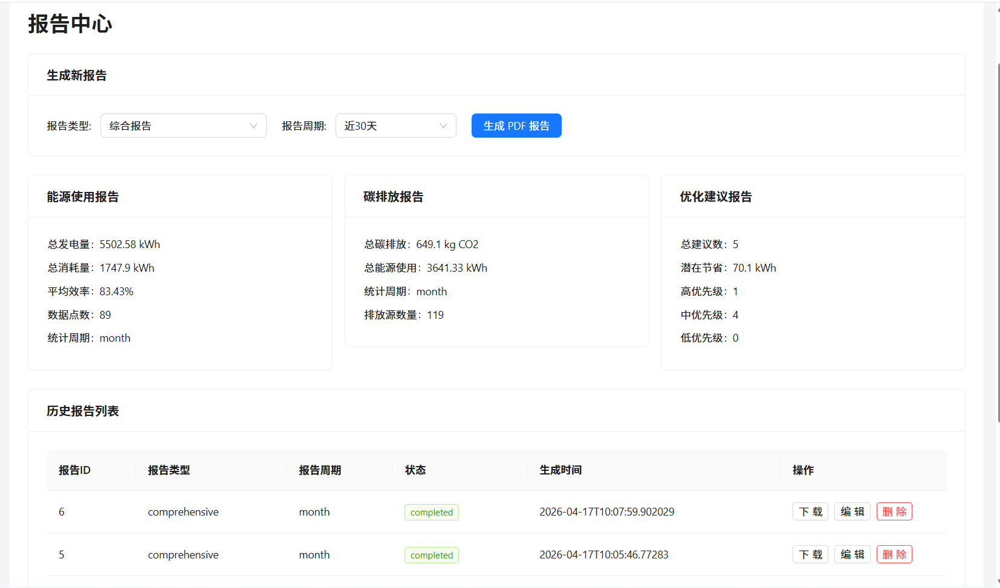 报告中心
生成新报告
报告类型: 综合报告 报告周期: 近30天 生成 PDF 报告
能源使用报告
总发电量：5502.58 kWh
总消耗量：1747.9 kWh
平均效率：83.43%
数据点数：89
统计周期：month
碳排放报告
总碳排放：649.1 kg CO2
总能源使用：3641.33 kWh
统计周期：month
排放源数量：119
优化建议报告
总建议数：5
潜在节省：70.1 kWh
高优先级：1
中优先级：4
低优先级：0
历史报告列表
报告ID 报告类型 报告周期 状态 生成时间 操作
6 comprehensive month completed 2026-04-17T10:07:59.902029 下 载 编 辑 删 除
5 comprehensive month completed 2026-04-17T10:05:46.77283 下 载 编 辑 删 除